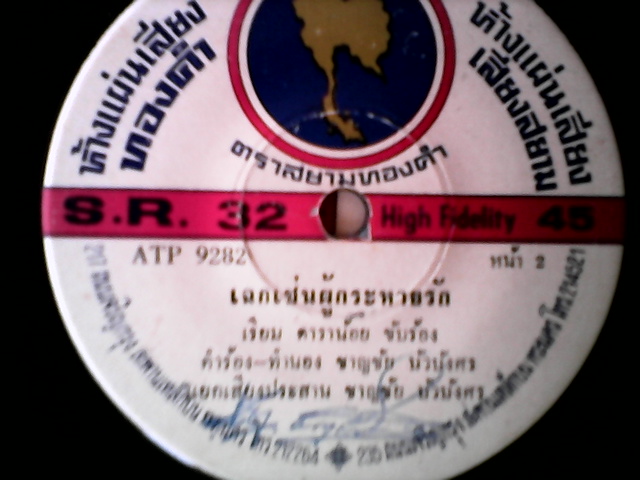 ห้างแผ่นเสียง
ทองคำ
ห้างแผ่นเสียง
เสียงสยาม
ตราสยามทองคำ
S.R. 32 High Fidelity 45
ATP 9282
หน้า 2
เฉกเช่นผู้กระหายรัก
เรียม ดาราน้อย ขับร้อง
คำร้อง-ทำนอง ชาญชัย บัวบังศร
แยกเสียงประสาน ชาญชัย บัวบังศร